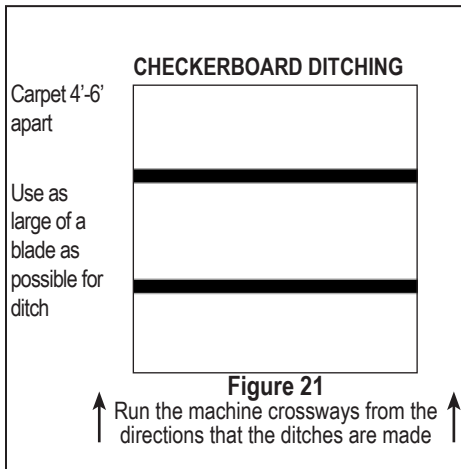 CHECKERBOARD DITCHING
Carpet 4’-6’
apart
Use as
large of a
blade as
possible for
ditch
Figure 21
Run the machine crossways from the
directions that the ditches are made